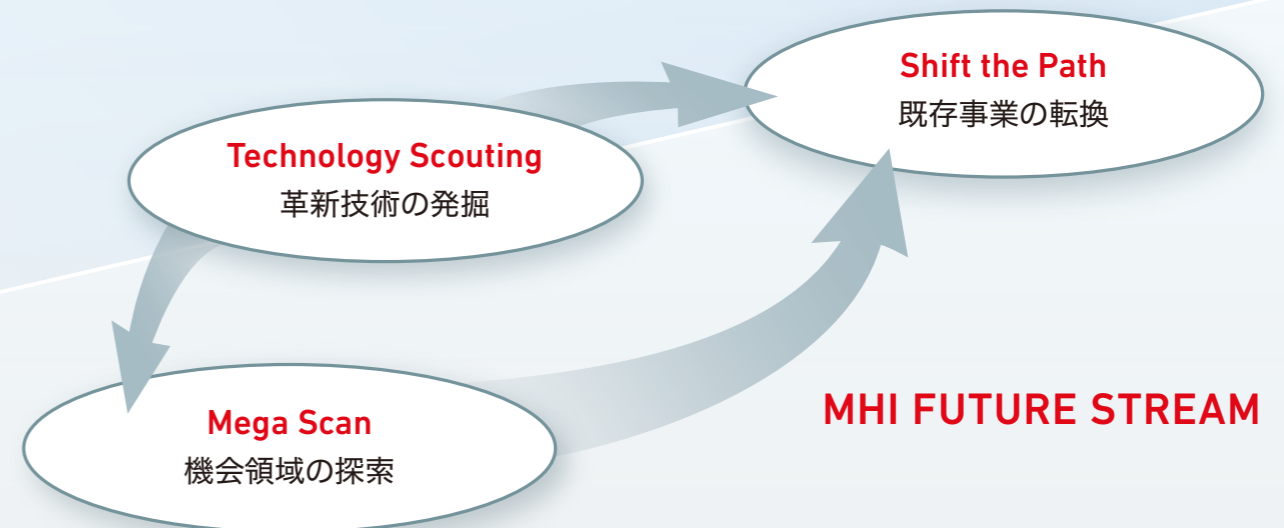 Shift the Path
既存事業の転換
Technology Scouting
革新技術の発掘
MHI FUTURE STREAM
Mega Scan
機会領域の探索